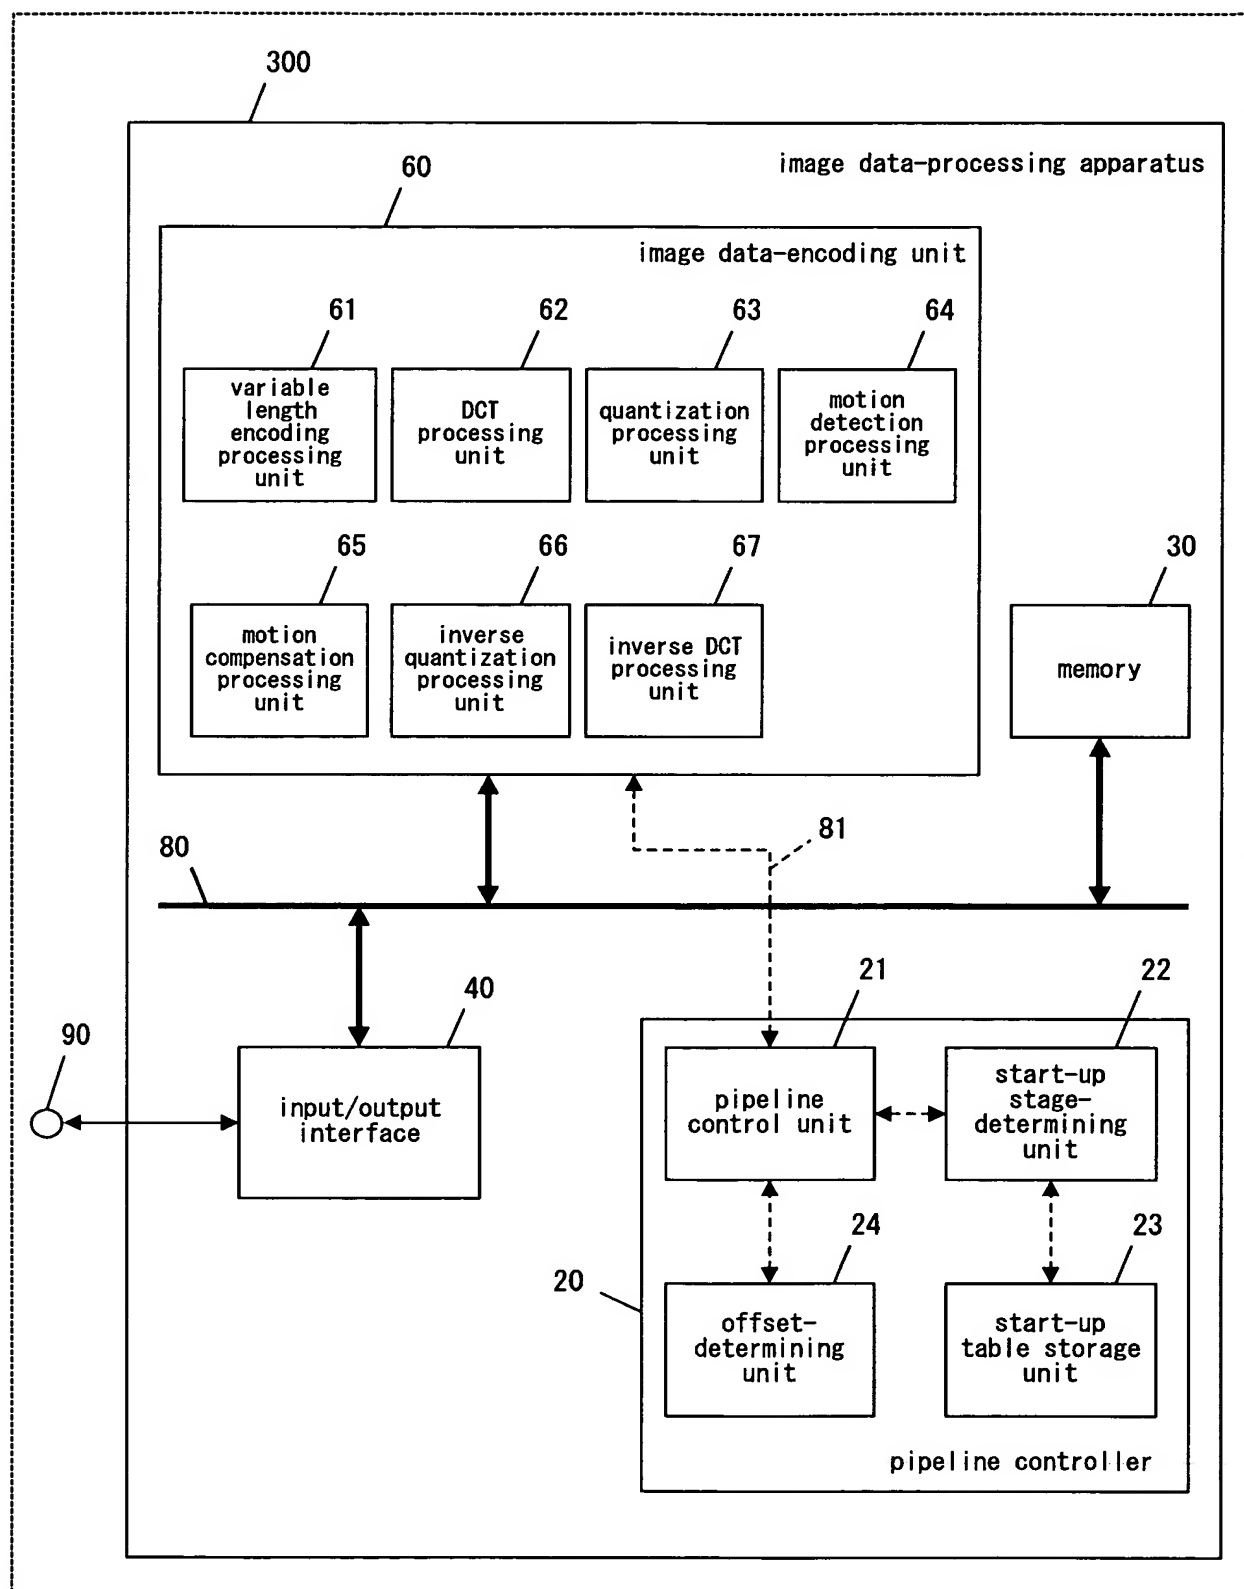 300
image data-processing apparatus
60
image data-encoding unit
61
62
63
64
variable
length
encoding
processing
unit
DCT
processing
unit
quantization
processing
unit
motion
detection
processing
unit
65
66
67
30
motion
compensation
processing
unit
inverse
quantization
processing
unit
inverse DCT
processing
unit
memory
81
80
21
22
40
90
input/output
interface
pipeline
control unit
start-up
stage-
determining
unit
24
23
20
offset-
determining
unit
start-up
table storage
unit
pipeline controller